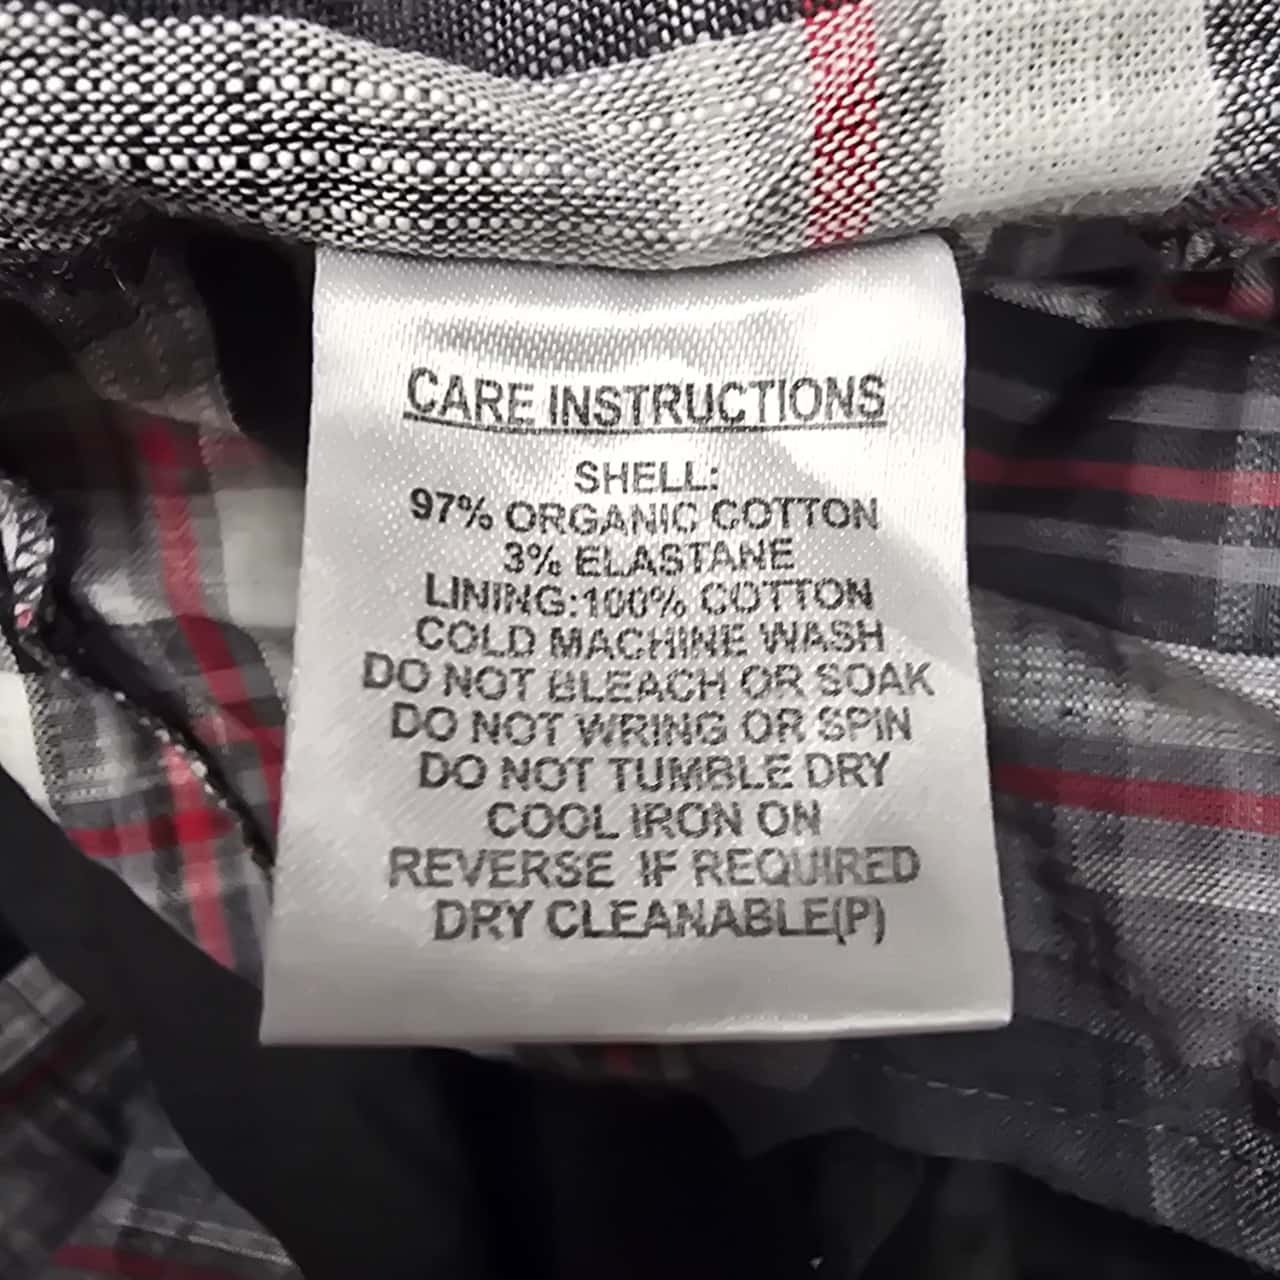 CARE INSTRUCTIONS
SHELL:
97% ORGANIC COTTON
3% ELASTANE
LINING:100% COTTON
COLD MACHINE WASH
DO NOT BLEACH OR SOAK
DO NOT WRING OR SPIN
DO NOT TUMBLE DRY
COOL IRON ON
REVERSE IF REQUIRED
DRY CLEANABLE(P)